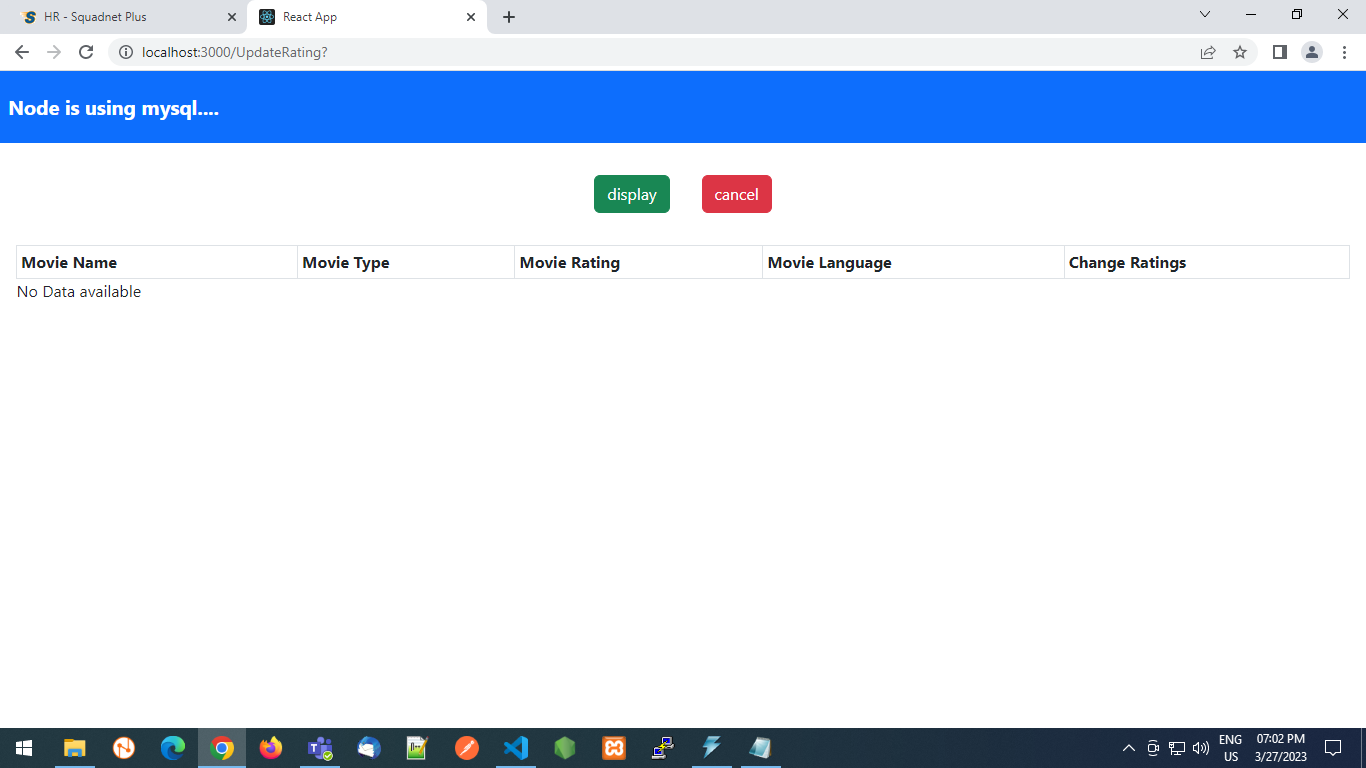 HR - Squadnet Plus
React App
localhost:3000/UpdateRating?
Node is using mysql....
display cancel
Movie Name Movie Type Movie Rating Movie Language Change Ratings
No Data available
ENG 07:02 PM
US 3/27/2023